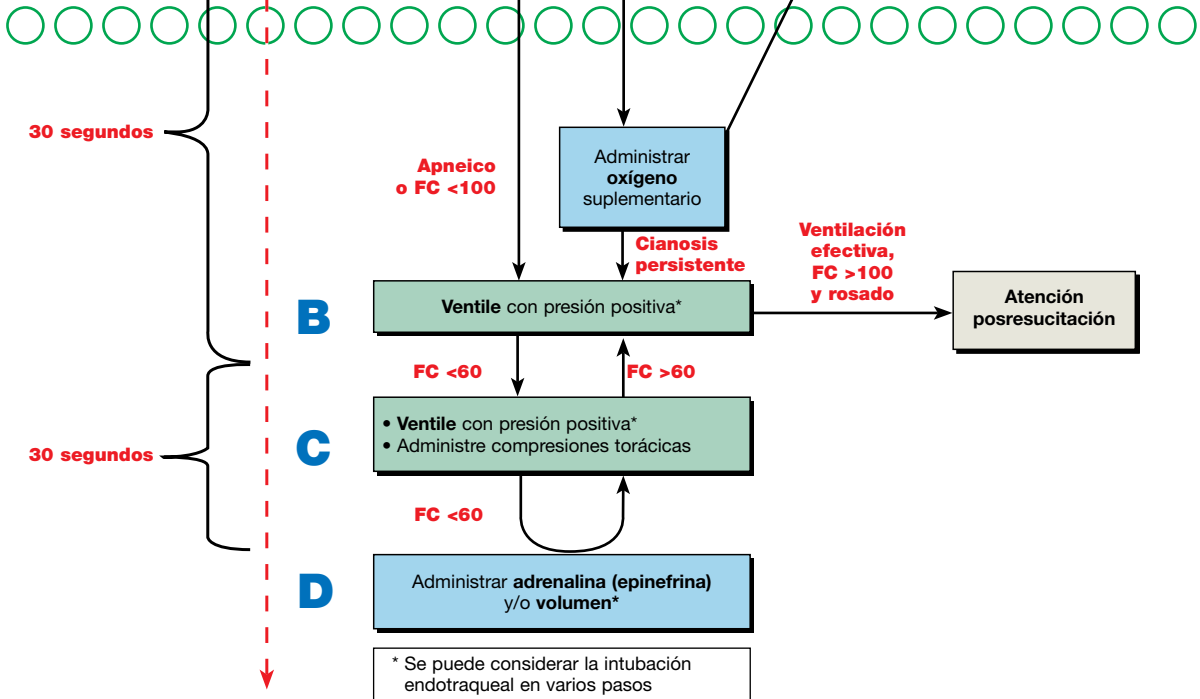 30 segundos
Administrar
oxígeno
suplementario
Apneico
o FC <100
Cianosis
persistente
Ventilación
efectiva,
FC >100
y rosado
B
Ventile con presión positiva*
Atención
posresucitación
FC <60
FC >60
C
• Ventile con presión positiva*
• Administre compresiones torácicas
30 segundos
FC <60
D
Administrar adrenalina (epinefrina)
y/o volumen*
* Se puede considerar la intubación
endotraqueal en varios pasos